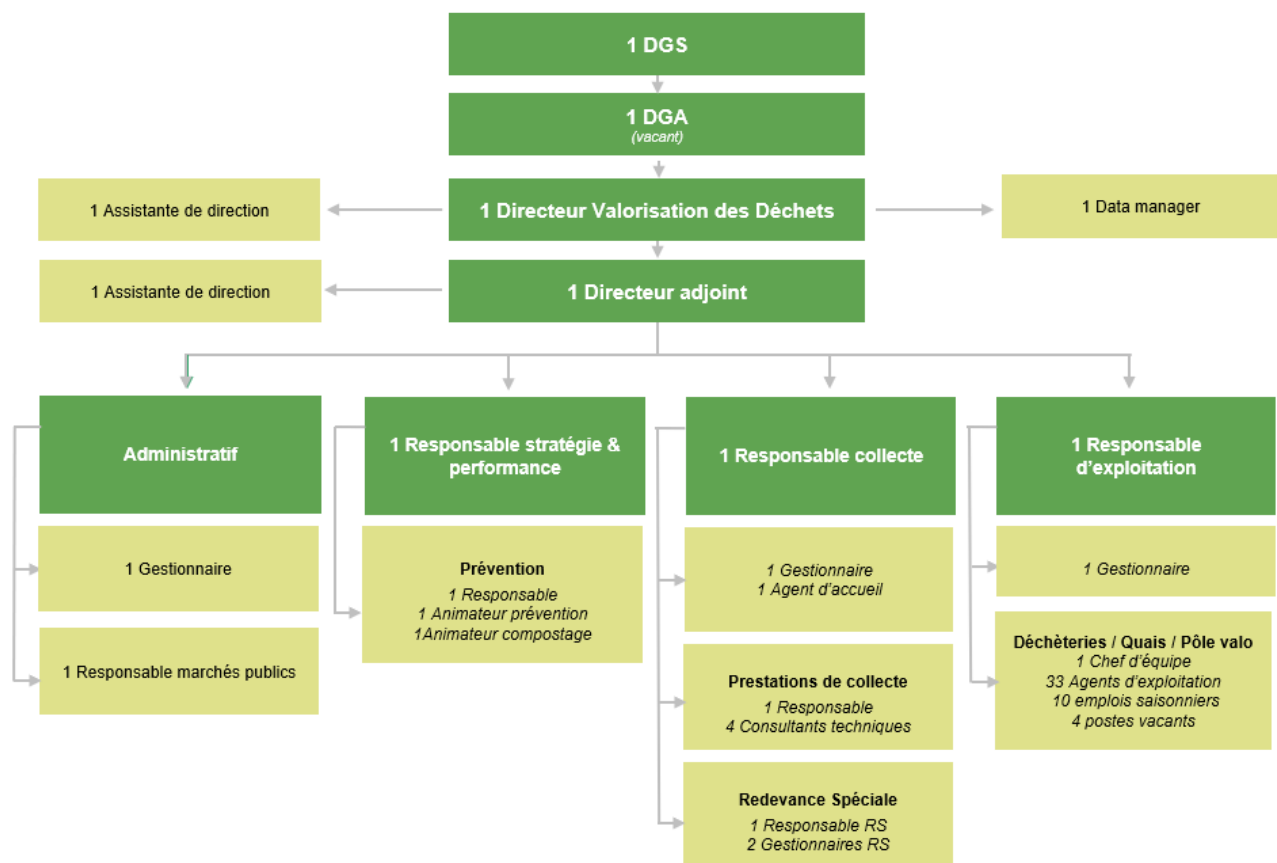 1 DGS
1 DGA
(vacant)
1 Assistante de direction
1 Directeur Valorisation des Déchets
1 Data manager
1 Assistante de direction
1 Directeur adjoint
Administratif
1 Gestionnaire
1 Responsable marchés publics
1 Responsable stratégie &
performance
Prévention
1 Responsable
1 Animateur prévention
1Animateur compostage
1 Responsable collecte
1 Gestionnaire
1 Agent d'accueil
Prestations de collecte
1 Responsable
4 Consultants techniques
Redevance Spéciale
1 Responsable RS
2 Gestionnaires RS
1 Responsable
d'exploitation
1 Gestionnaire
Déchèteries / Quais / Pôle valo
1 Chef d'équipe
33 Agents d'exploitation
10 emplois saisonniers
4 postes vacants